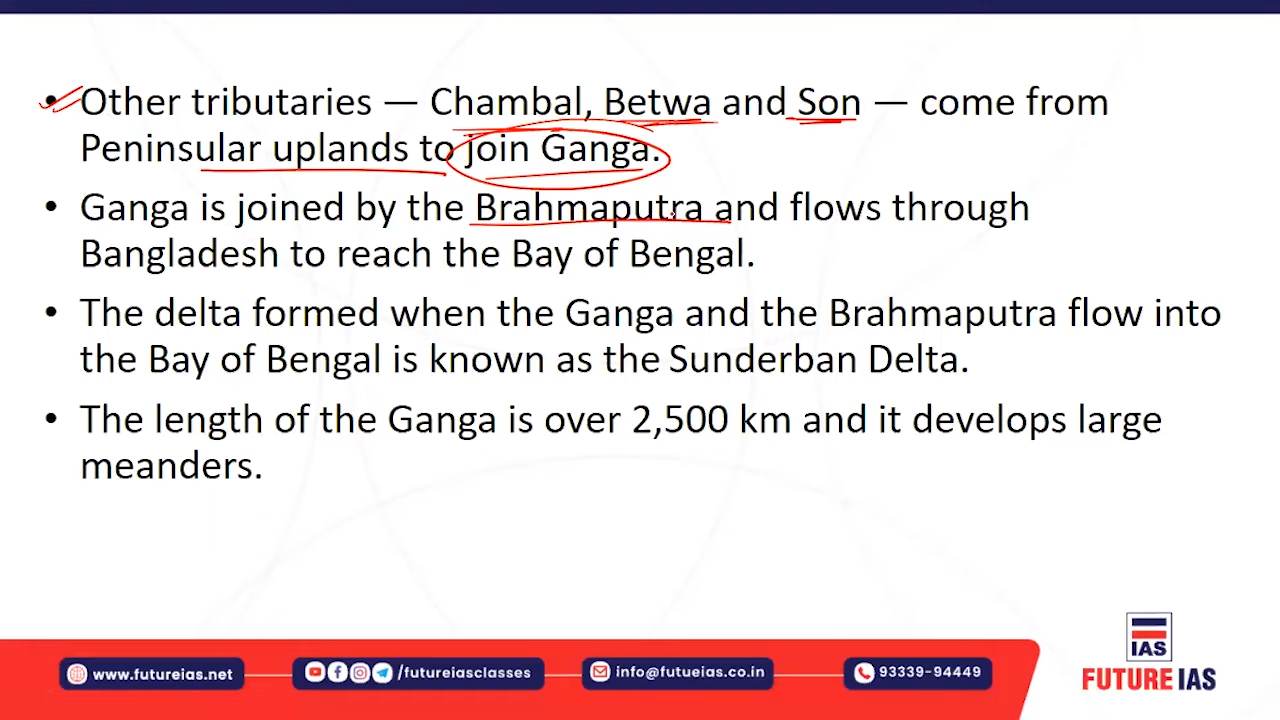 • Other tributaries — Chambal, Betwa and Son — come from
Peninsular uplands to join Ganga.
• Ganga is joined by the Brahmaputra and flows through
Bangladesh to reach the Bay of Bengal.
• The delta formed when the Ganga and the Brahmaputra flow into
the Bay of Bengal is known as the Sunderban Delta.
• The length of the Ganga is over 2,500 km and it develops large
meanders.
IAS
FUTURE IAS
www.futureias.net
/futureiasclasses
info@futueias.co.in
93339-94449